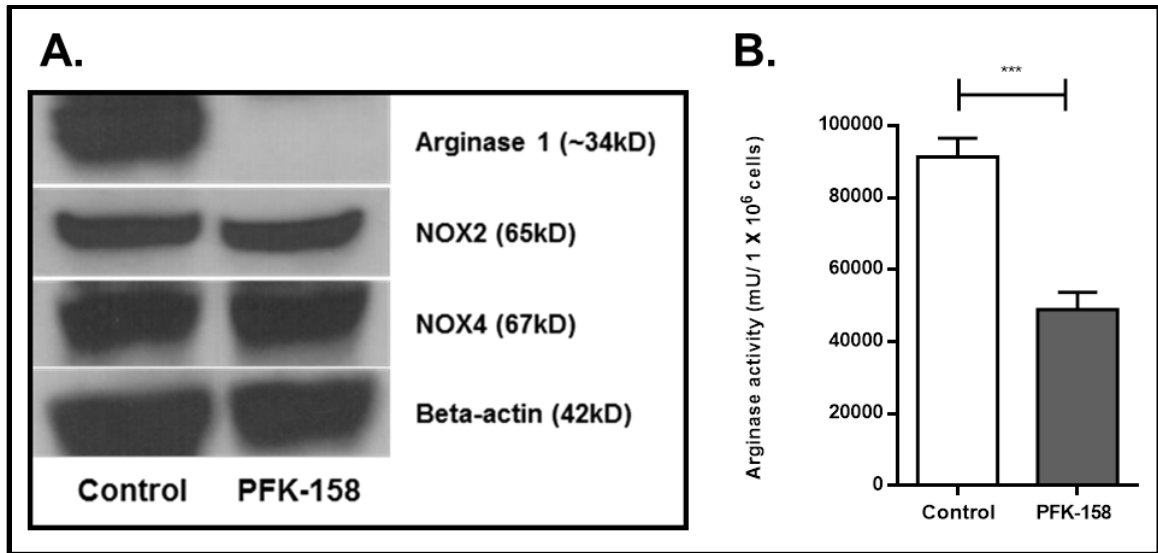 A.
Arginase 1 (~34kD)
NOX2 (65kD)
NOX4 (67kD)
Beta-actin (42kD)
Control PFK-158
B.
***
Arginase activity (mU/ 1 X 10⁶ cells)
100000
80000
60000
40000
20000
0
Control PFK-158